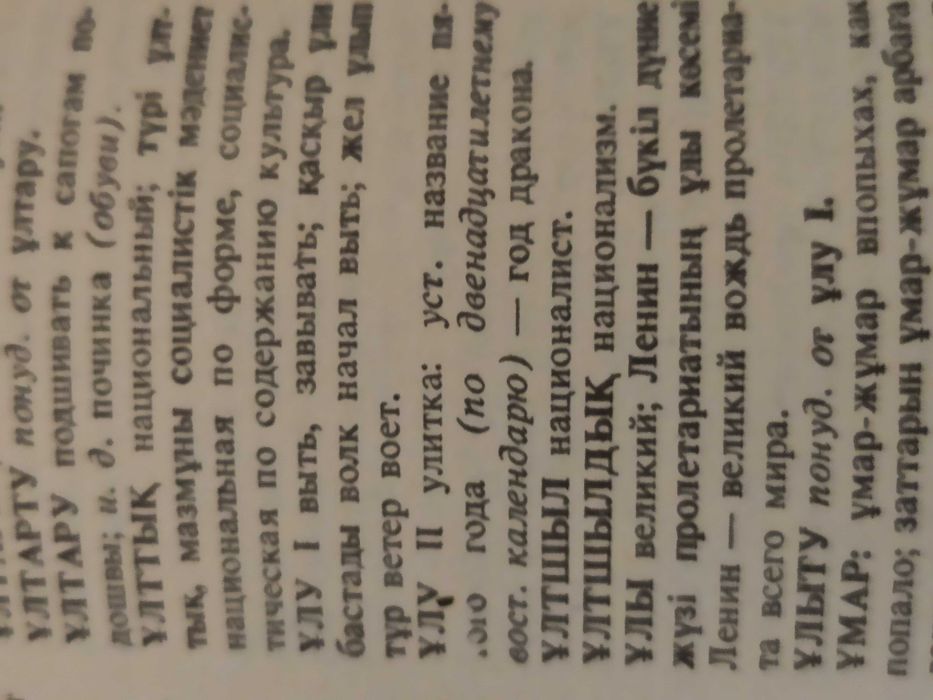 ҰЛТАРТУ понуд. от ұлтару.
ҰЛТАРУ подшивать к сапогам по-
дошвы; и. д. починка (обуви).
ҰЛТТЫҚ национальный; түрі ұлт-
тық, мазмұны социалистік мәдениет
национальная по форме, социалис-
тическая по содержанию культура.
ҰЛУ I выть, завывать; қасқыр ұли
бастады волк начал выть; жел ұлып
тұр ветер воет.
ҰЛУ II улитка: уст. название пя-
года (по двенадцатилетнему
вост. календарю) — год дракона.
ҰЛТШЫЛ националист.
ҰЛТШЫЛДЫҚ национализм.
ҰЛЫ великий; Ленин — бүкіл дүние
жүзі пролетариатының ұлы көсемі
Ленин — великий вождь пролетариа-
та всего мира.
ҰЛЫТУ понуд. от ұлу I.
ҰМАР: ұмар-жұмар впопыхах, как
попало; заттарын ұмар-жұмар арбаға